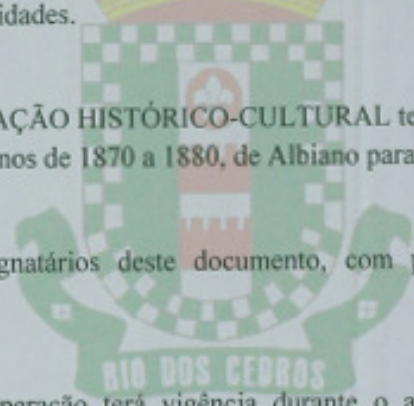 idades.
AÇÃO HISTÓRICO-CULTURAL te
nos de 1870 a 1880, de Albiano para
gnatários deste documento, com p
RIO DOS CEDROS
peração terá vigência durante o a